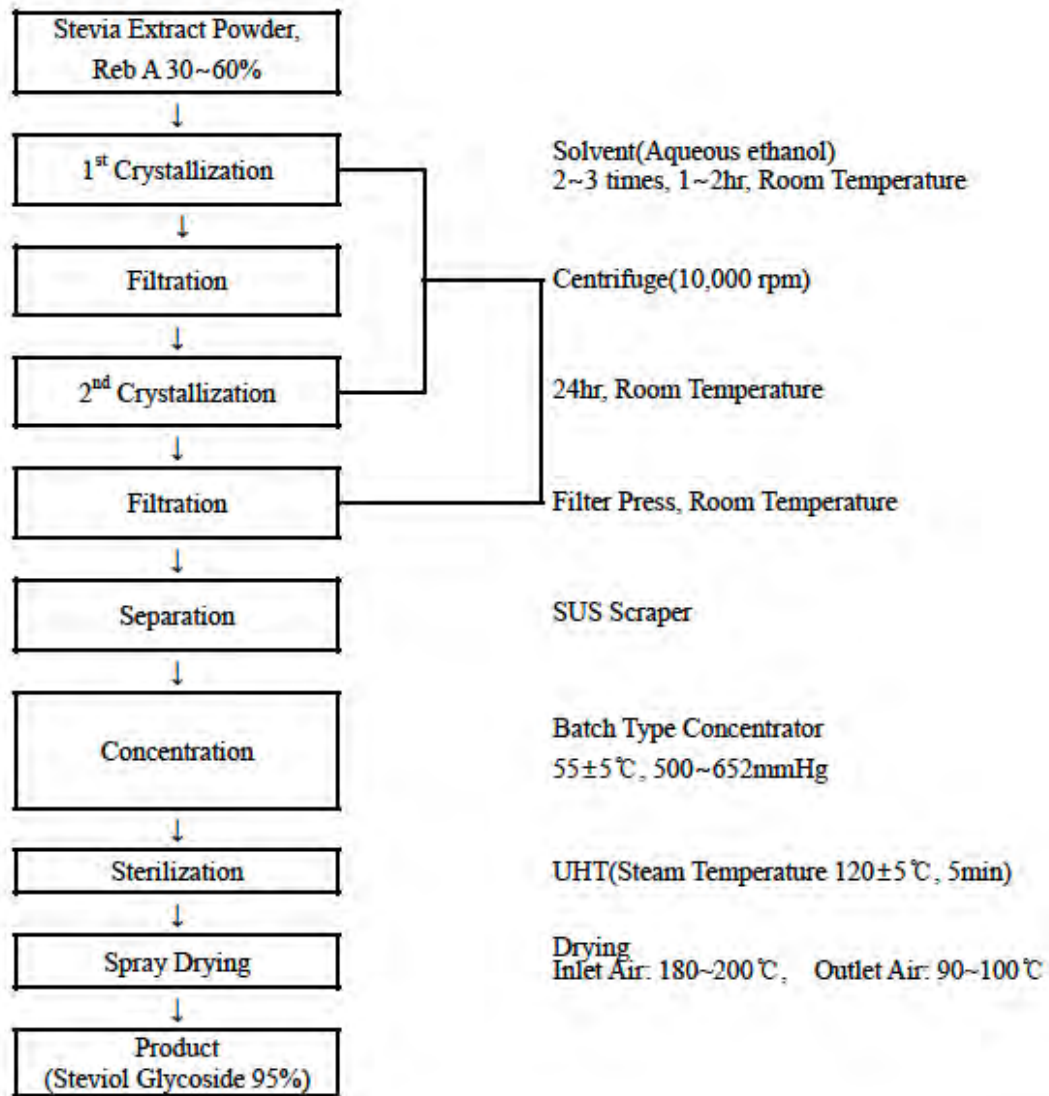 Stevia Extract Powder,
Reb A 30~60%
↓
1st Crystallization
Solvent(Aqueous ethanol)
2~3 times, 1~2hr, Room Temperature
↓
Filtration
Centrifuge(10,000 rpm)
↓
2nd Crystallization
24hr, Room Temperature
↓
Filtration
Filter Press, Room Temperature
↓
Separation
SUS Scraper
↓
Concentration
Batch Type Concentrator
55±5℃, 500~652mmHg
↓
Sterilization
UHT(Steam Temperature 120±5℃, 5min)
↓
Spray Drying
Drying
Inlet Air: 180~200℃, Outlet Air: 90~100℃
↓
Product
(Steviol Glycoside 95%)